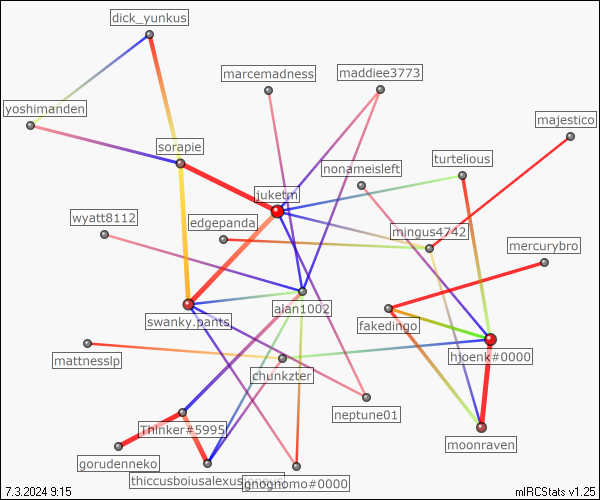 dick_yunkus
marcemadness
maddiee3773
yoshimanden
majestico
sorapie
turtelious
nonameisleft
juketm
wyatt8112
edgepanda
mingus4742
mercurybro
alan1002
swanky.pants
fakedingo
hjoenk#0000
mattnesslp
chunkzter
neptune01
Thinker#5995
moonraven
gorudenneko
thiccusboiusalexus
gnognomo#0000
7.3.2024 9:15
mIRCStats v1.25